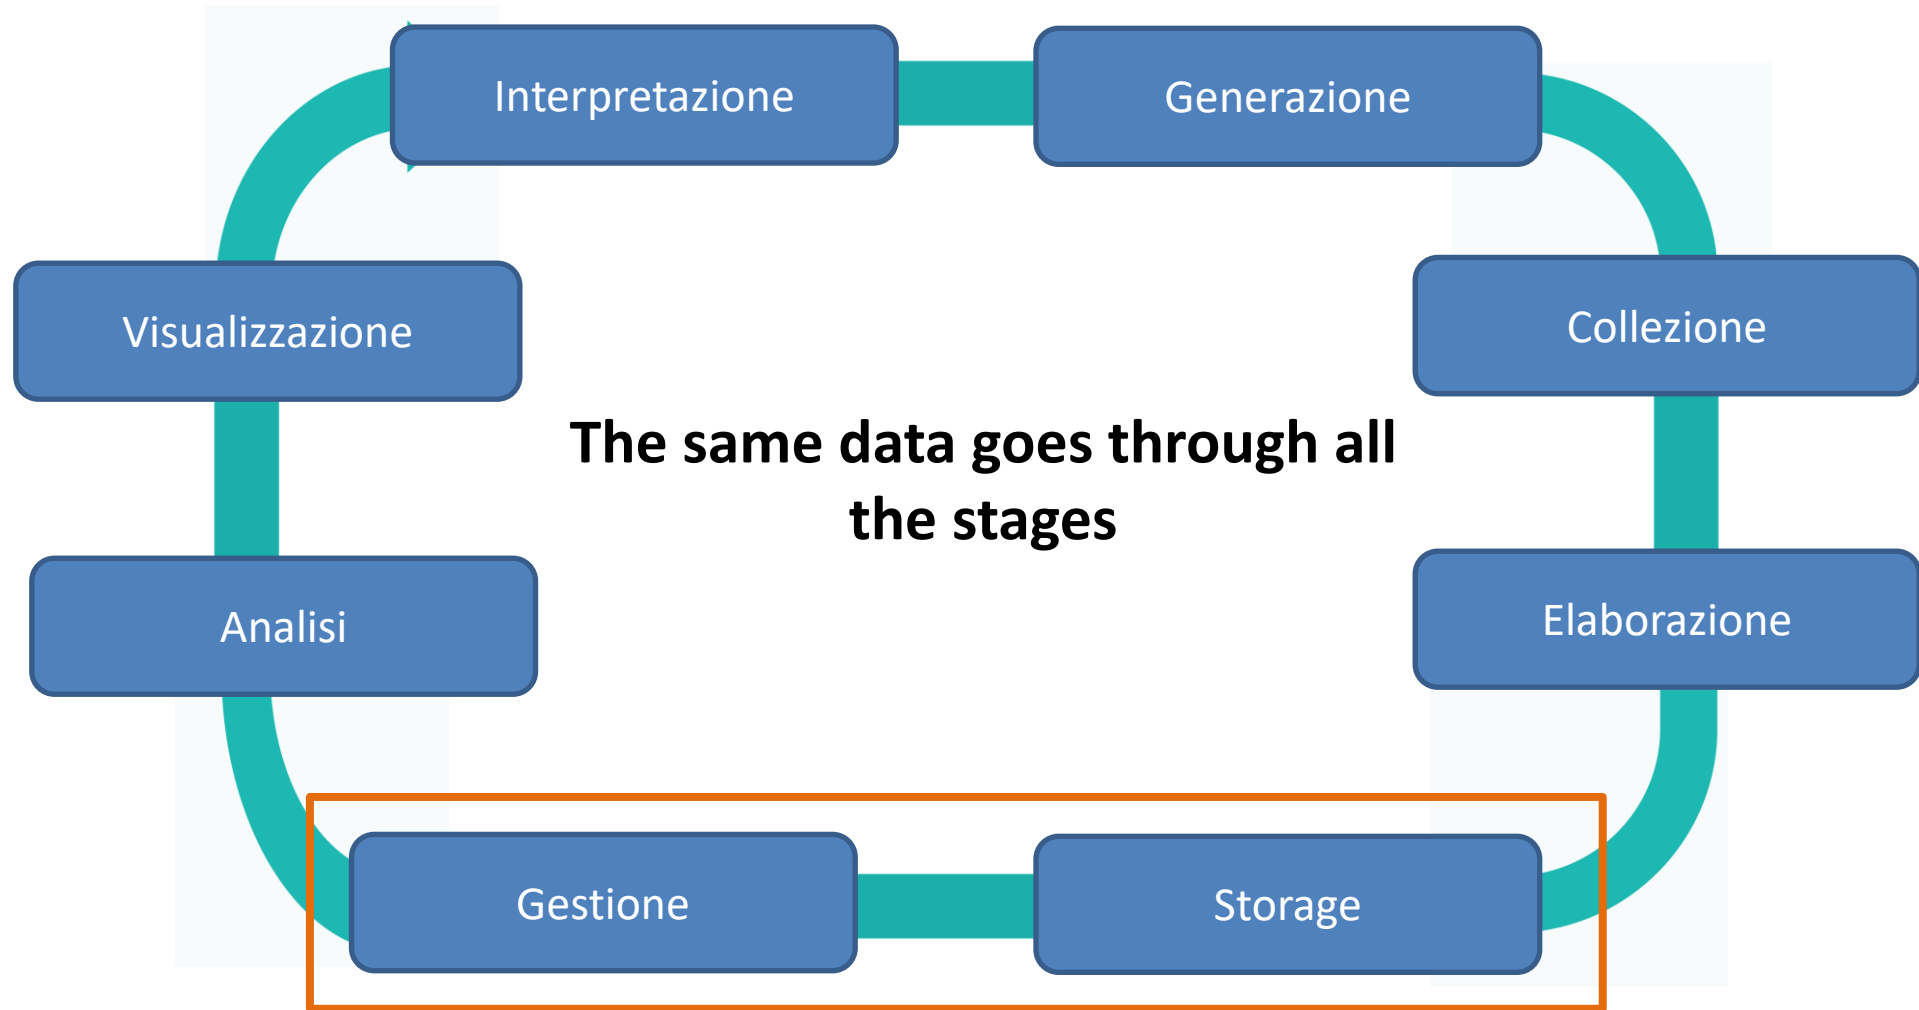 Interpretazione
Generazione
Visualizzazione
Collezione
The same data goes through all
the stages
Analisi
Elaborazione
Gestione
Storage